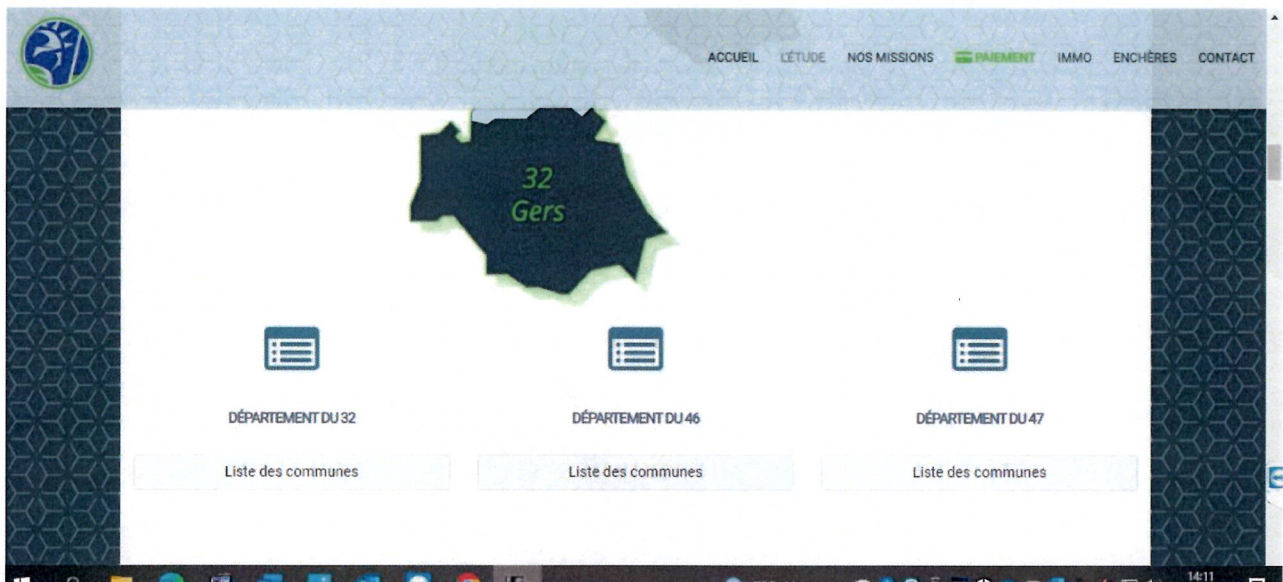 ACCUEIL L'ÉTUDE NOS MISSIONS PAIEMENT IMMO ENCHÈRES CONTACT
32
Gers
DÉPARTEMENT DU 32 DÉPARTEMENT DU 46 DÉPARTEMENT DU 47
Liste des communes Liste des communes Liste des communes
14:11